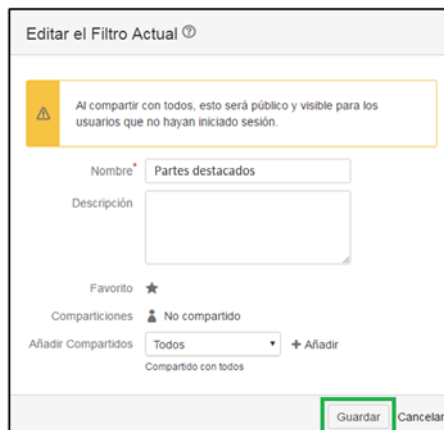 Editar el Filtro Actual ?
Al compartir con todos, esto será público y visible para los
usuarios que no hayan iniciado sesión.
Nombre*
Partes destacados
Descripción
Favorito
Comparticiones No compartido
Añadir Compartidos Todos + Añadir
Compartido con todos
Guardar Cancelar